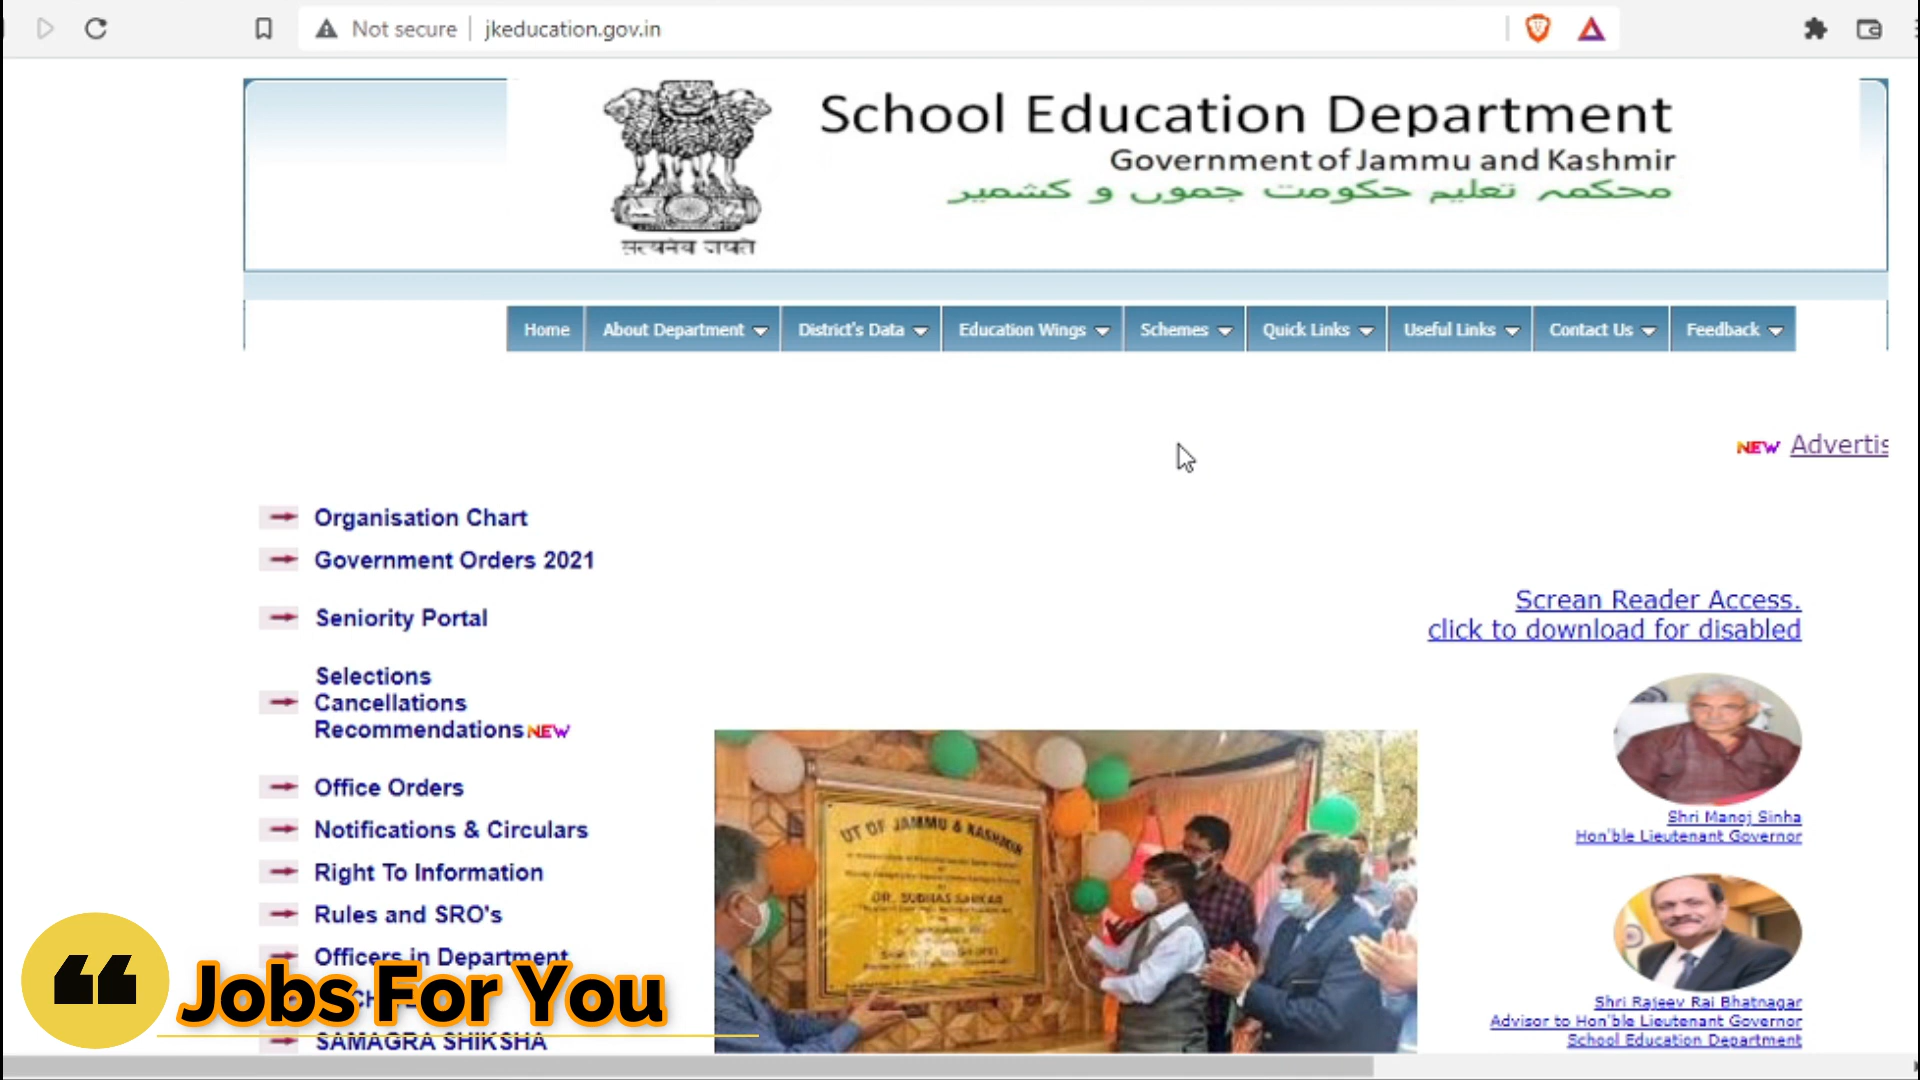 Not secure
jkeducation.gov.in
School Education Department
Government of Jammu and Kashmir
محکمہ تعلیم حکومت جموں و کشمیر
सत्यमेव जयते
Home
About Department
District's Data
Education Wings
Schemes
Quick Links
Useful Links
Contact Us
Feedback
NEW Advertis
Organisation Chart
Government Orders 2021
Seniority Portal
Selections
Cancellations
Recommendations NEW
Office Orders
Notifications & Circulars
Right To Information
Rules and SRO's
Officers in Department
SAMAGRA SHIKSHA
Screan Reader Access.
click to download for disabled
Shri Manoj Sinha
Hon'ble Lieutenant Governor
Shri Rajeev Rai Bhatnagar
Advisor to Hon'ble Lieutenant Governor
School Education Department
UT OF JAMMU & KASHMIR
DR. SUBHAS SARKAR
Jobs For You